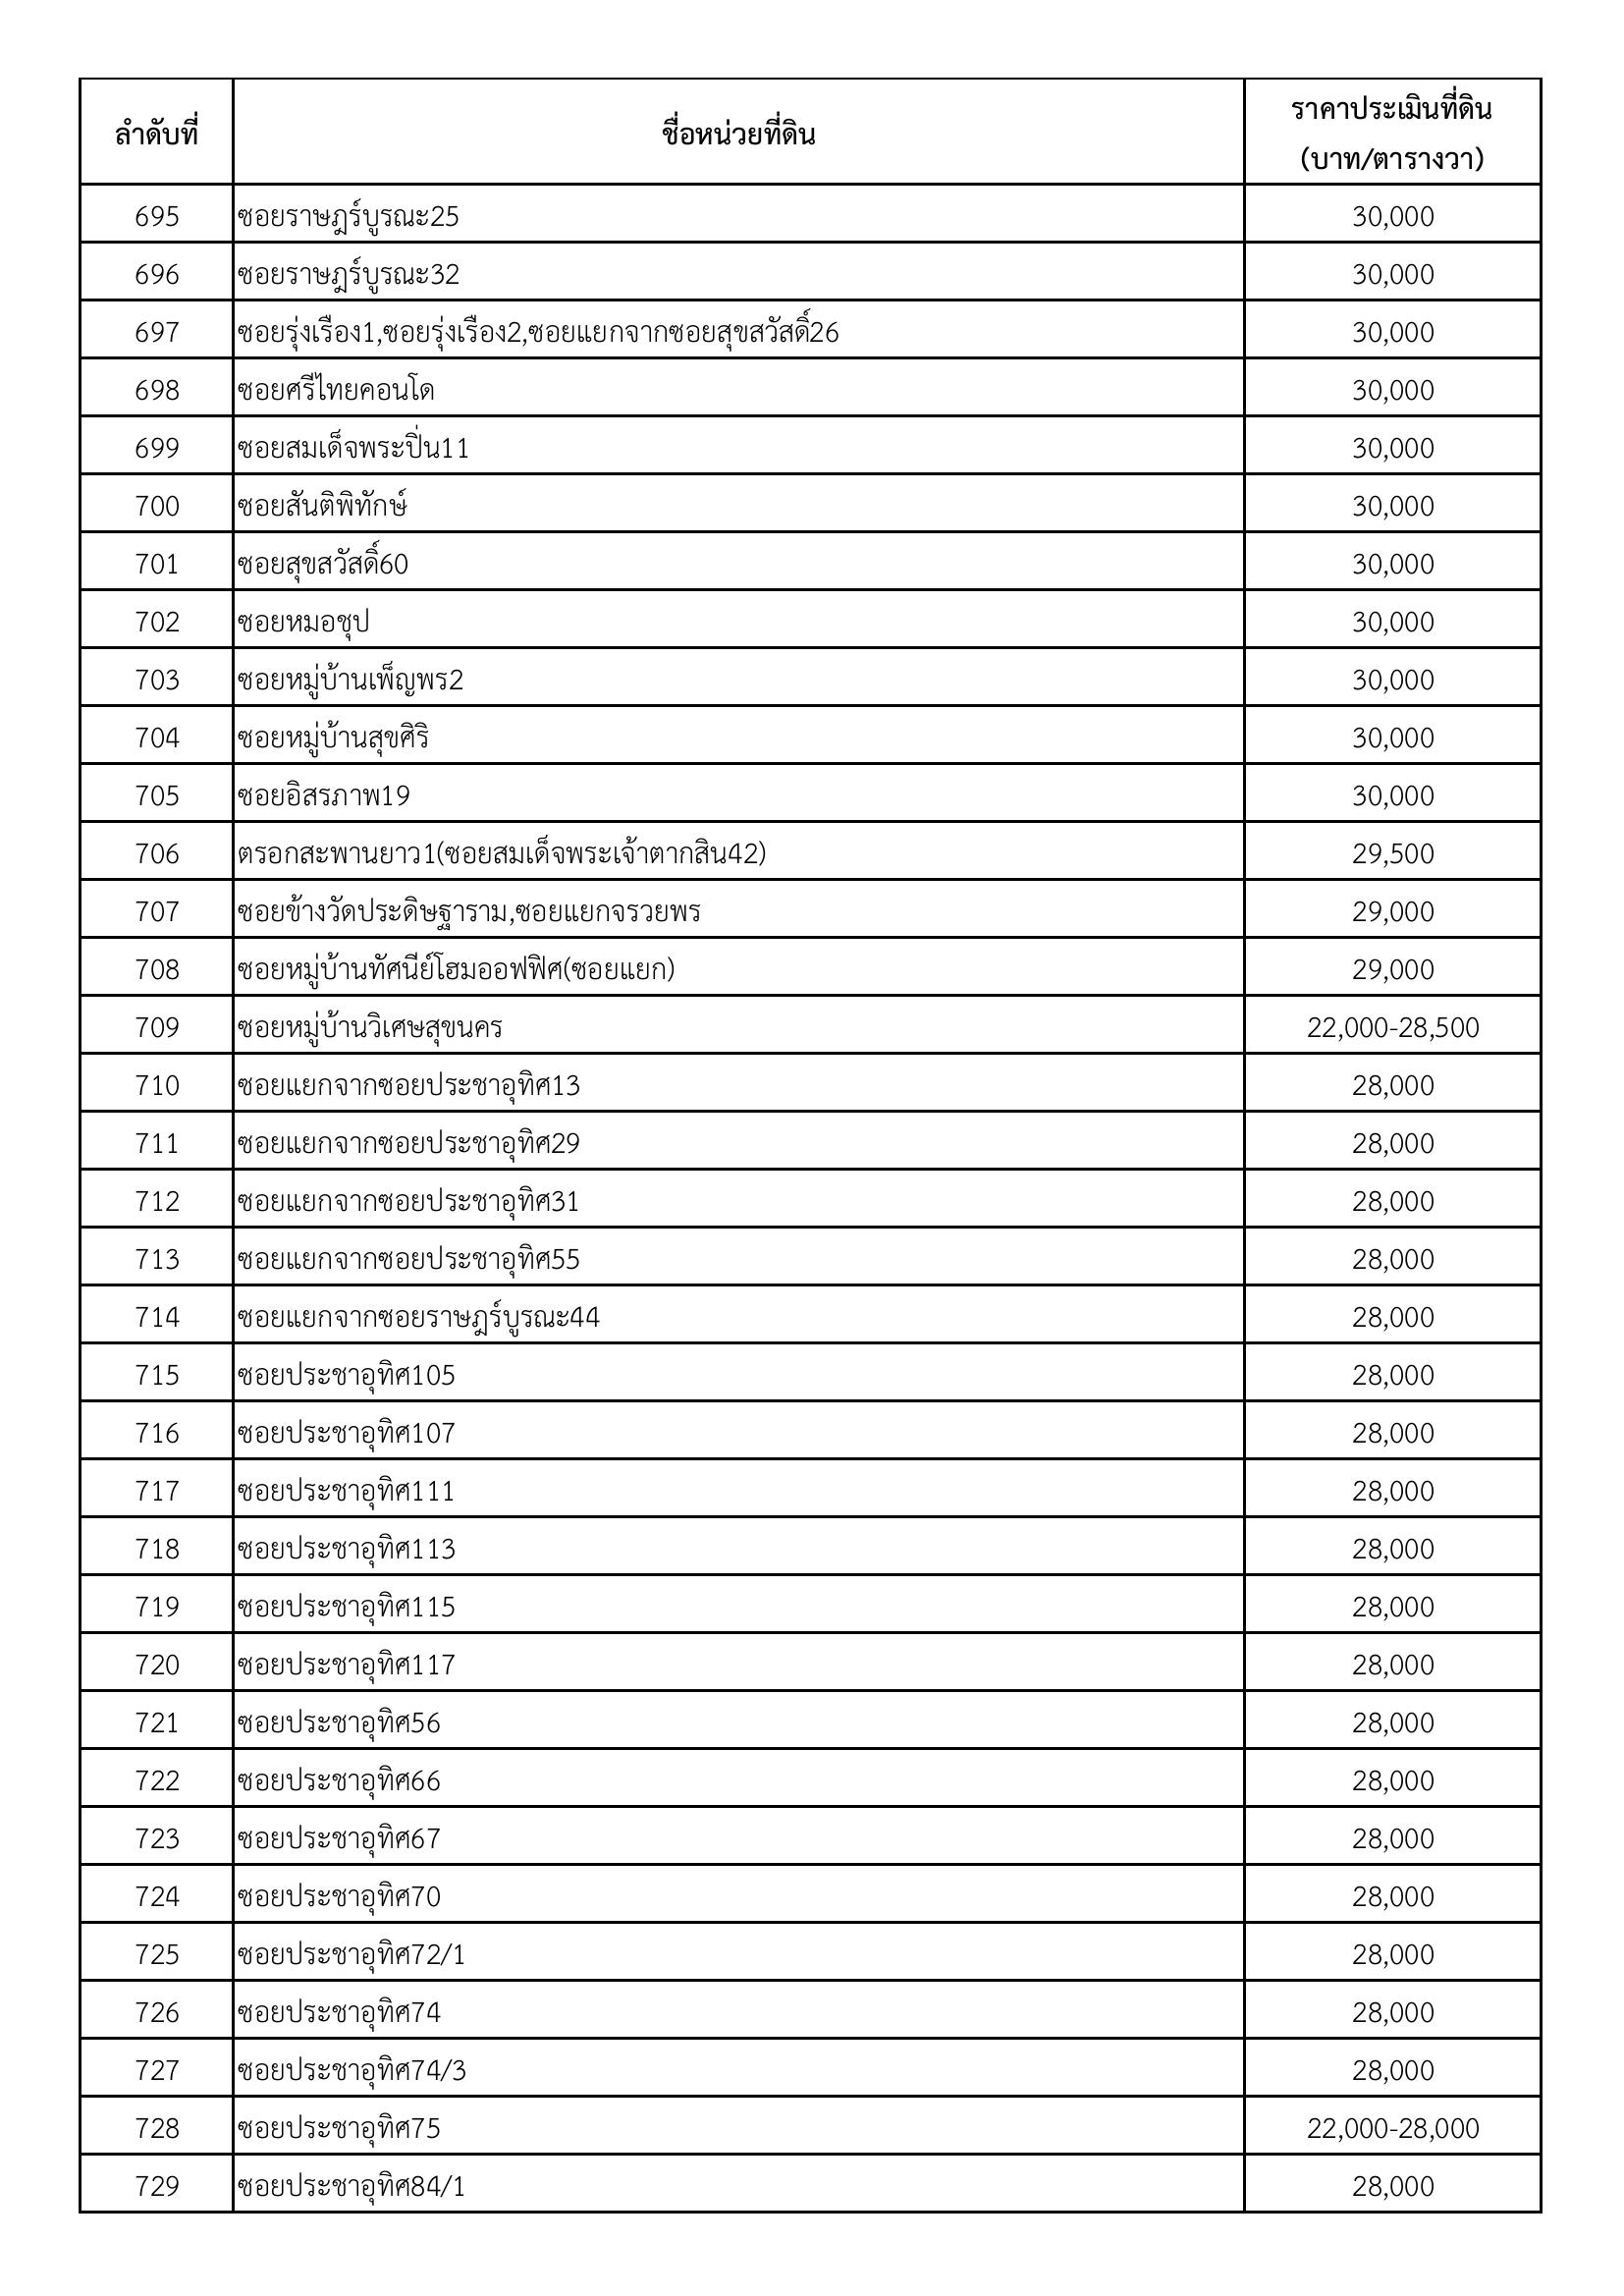 ลำดับที่ ชื่อหน่วยที่ดิน ราคาประเมินที่ดิน
(บาท/ตารางวา)
695 ซอยราษฎร์บูรณะ25 30,000
696 ซอยราษฎร์บูรณะ32 30,000
697 ซอยรุ่งเรือง1,ซอยรุ่งเรือง2,ซอยแยกจากซอยสุขสวัสดิ์26 30,000
698 ซอยศรีไทยคอนโด 30,000
699 ซอยสมเด็จพระปิ่น11 30,000
700 ซอยสันติพิทักษ์ 30,000
701 ซอยสุขสวัสดิ์60 30,000
702 ซอยหมอชุป 30,000
703 ซอยหมู่บ้านเพ็ญพร2 30,000
704 ซอยหมู่บ้านสุขศิริ 30,000
705 ซอยอิสรภาพ19 30,000
706 ตรอกสะพานยาว1(ซอยสมเด็จพระเจ้าตากสิน42) 29,500
707 ซอยข้างวัดประดิษฐาราม,ซอยแยกจรวยพร 29,000
708 ซอยหมู่บ้านทัศนีย์โฮมออฟฟิศ(ซอยแยก) 29,000
709 ซอยหมู่บ้านวิเศษสุขนคร 22,000-28,500
710 ซอยแยกจากซอยประชาอุทิศ13 28,000
711 ซอยแยกจากซอยประชาอุทิศ29 28,000
712 ซอยแยกจากซอยประชาอุทิศ31 28,000
713 ซอยแยกจากซอยประชาอุทิศ55 28,000
714 ซอยแยกจากซอยราษฎร์บูรณะ44 28,000
715 ซอยประชาอุทิศ105 28,000
716 ซอยประชาอุทิศ107 28,000
717 ซอยประชาอุทิศ111 28,000
718 ซอยประชาอุทิศ113 28,000
719 ซอยประชาอุทิศ115 28,000
720 ซอยประชาอุทิศ117 28,000
721 ซอยประชาอุทิศ56 28,000
722 ซอยประชาอุทิศ66 28,000
723 ซอยประชาอุทิศ67 28,000
724 ซอยประชาอุทิศ70 28,000
725 ซอยประชาอุทิศ72/1 28,000
726 ซอยประชาอุทิศ74 28,000
727 ซอยประชาอุทิศ74/3 28,000
728 ซอยประชาอุทิศ75 22,000-28,000
729 ซอยประชาอุทิศ84/1 28,000